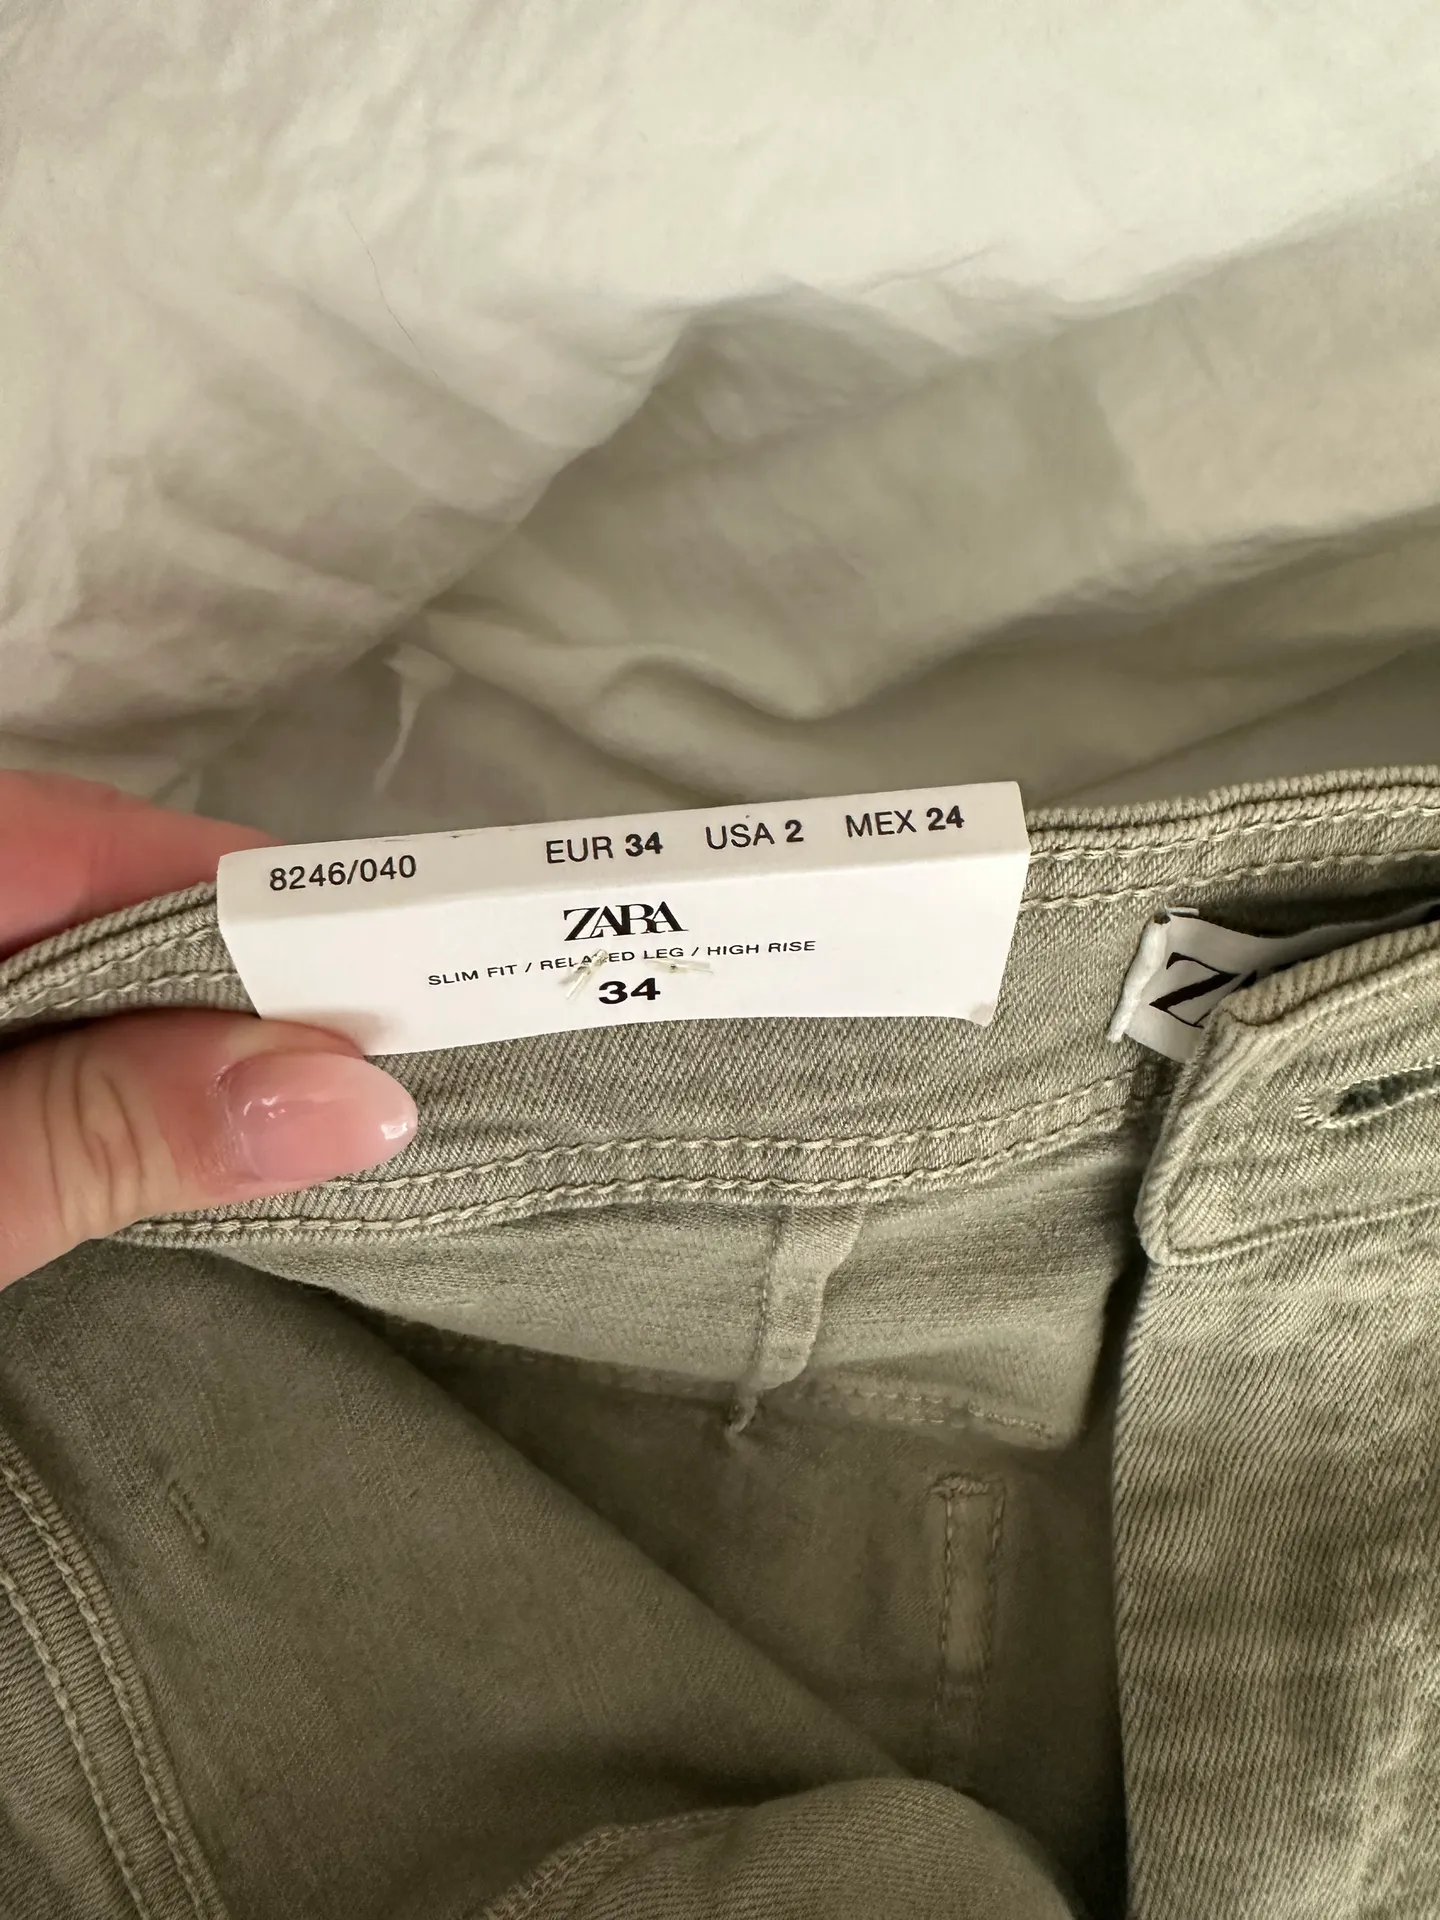 8246/040 EUR 34 USA 2 MEX 24
ZARA
SLIM FIT / RELAXED LEG / HIGH RISE
34